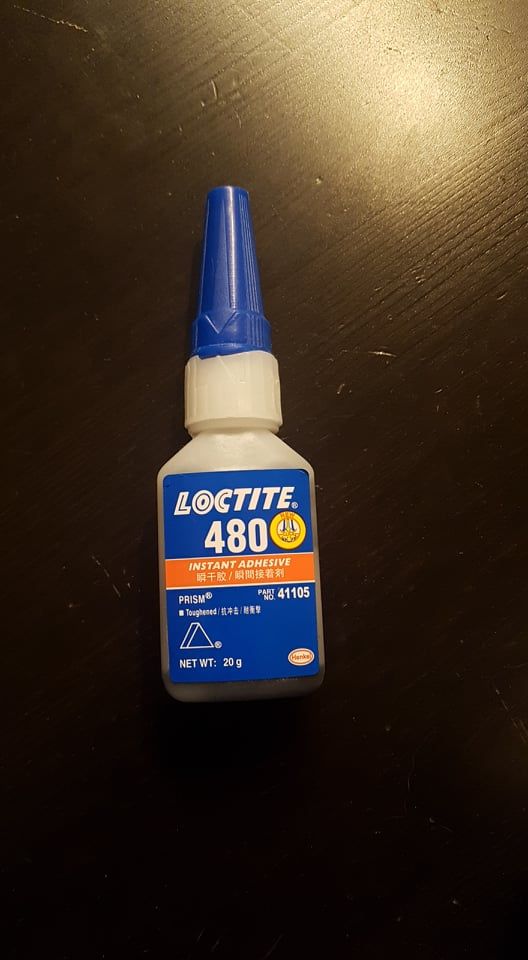 LOCTITE®
480
INSTANT ADHESIVE
瞬干胶 / 瞬間接着剤
PRISM®
PART NO. 41105
■ Toughened / 抗冲击 / 耐衝撃
®
NET WT: 20 g
Henkel